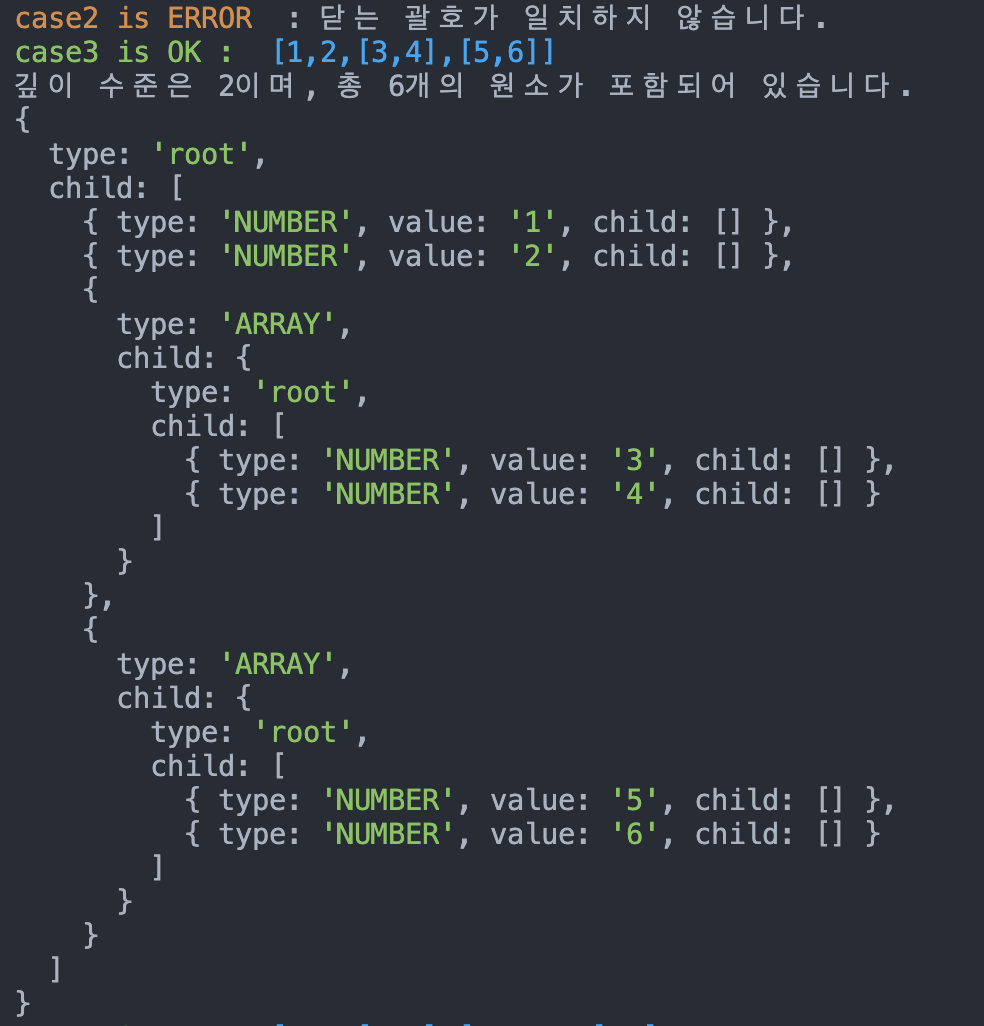 case2 is ERROR  : 닫는 괄호가 일치하지 않습니다.
case3 is OK :  [1,2,[3,4],[5,6]]
깊이 수준은 2이며, 총 6개의 원소가 포함되어 있습니다.
{
  type: 'root',
  child: [
    { type: 'NUMBER', value: '1', child: [] },
    { type: 'NUMBER', value: '2', child: [] },
    {
      type: 'ARRAY',
      child: {
        type: 'root',
        child: [
          { type: 'NUMBER', value: '3', child: [] },
          { type: 'NUMBER', value: '4', child: [] }
        ]
      }
    },
    {
      type: 'ARRAY',
      child: {
        type: 'root',
        child: [
          { type: 'NUMBER', value: '5', child: [] },
          { type: 'NUMBER', value: '6', child: [] }
        ]
      }
    }
  ]
}